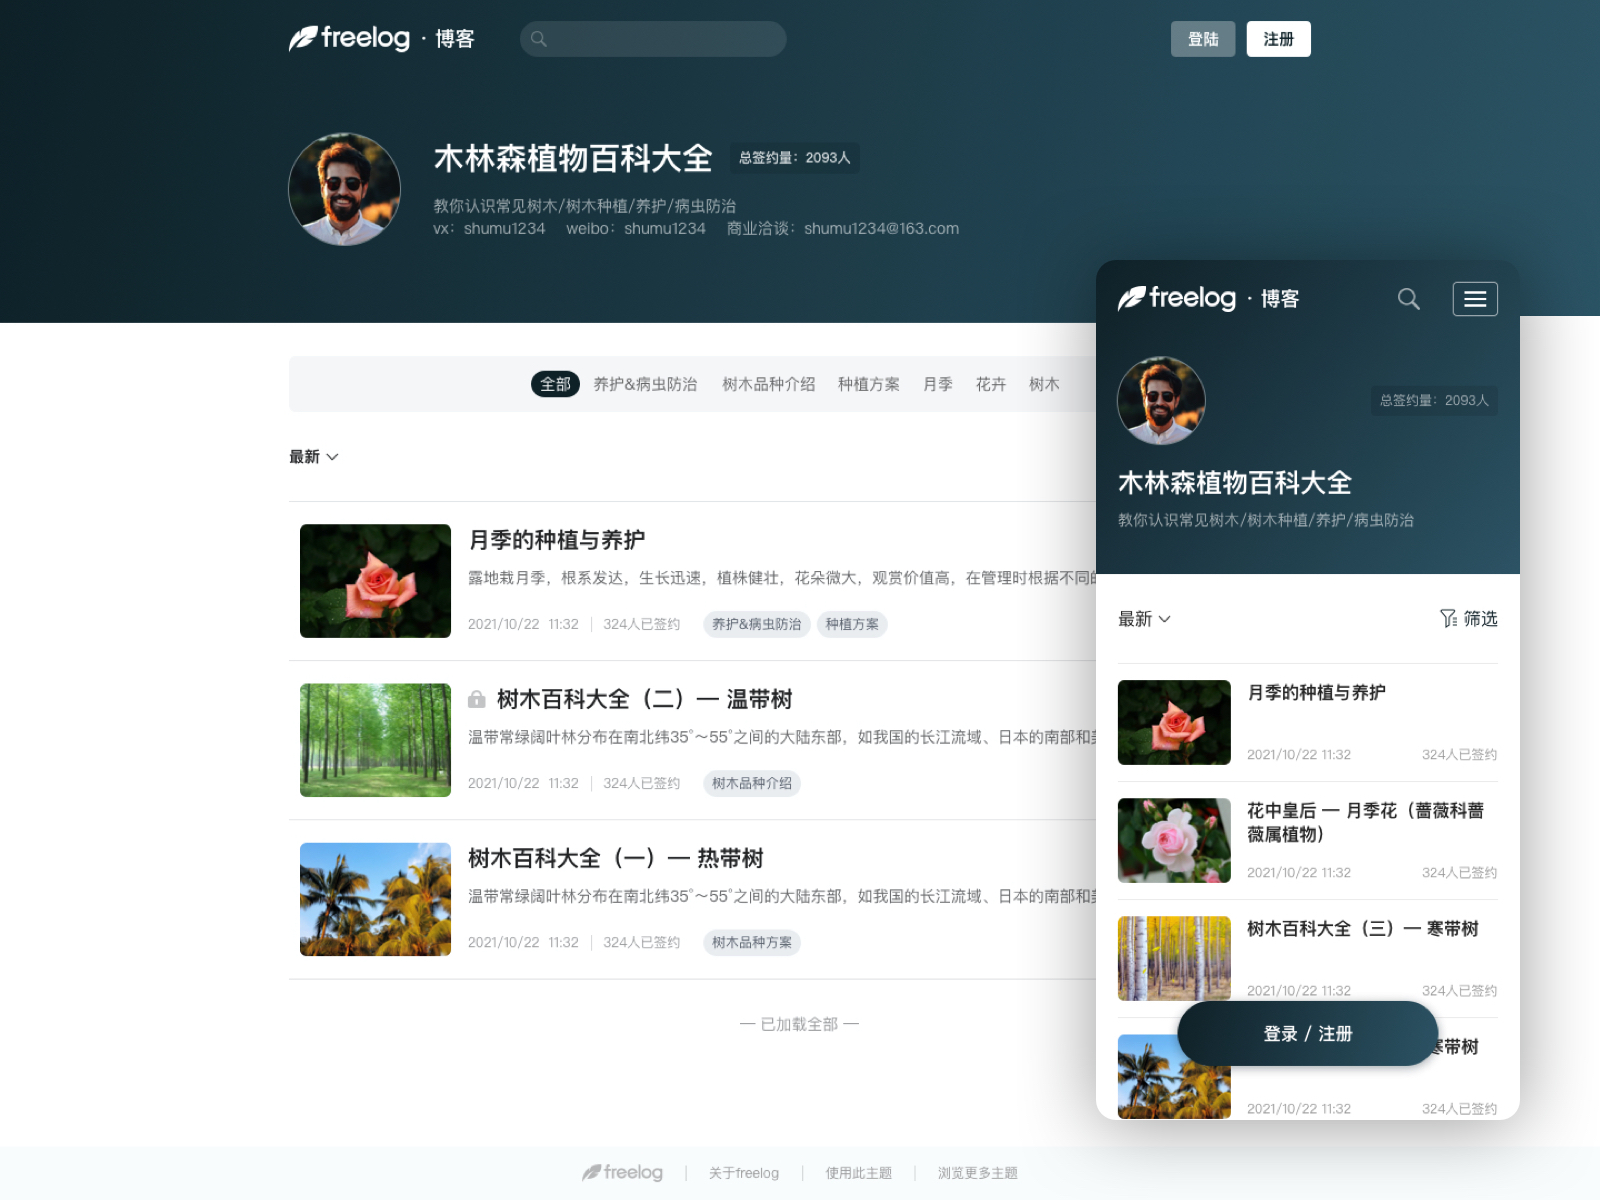 freelog · 博客
登陆
注册
木林森植物百科大全
总签约量：2093人
教你认识常见树木/树木种植/养护/病虫防治
vx：shumu1234 weibo：shumu1234 商业洽谈：shumu1234@163.com
全部 养护&病虫防治 树木品种介绍 种植方案 月季 花卉 树木
最新
月季的种植与养护
露地栽月季，根系发达，生长迅速，植株健壮，花朵微大，观赏价值高，在管理时根据不同的
2021/10/22 11:32 324人已签约 养护&病虫防治 种植方案
树木百科大全（二）— 温带树
温带常绿阔叶林分布在南北纬35°～55°之间的大陆东部，如我国的长江流域、日本的南部和
2021/10/22 11:32 324人已签约 树木品种介绍
树木百科大全（一）— 热带树
温带常绿阔叶林分布在南北纬35°～55°之间的大陆东部，如我国的长江流域、日本的南部和
2021/10/22 11:32 324人已签约 树木品种方案
— 已加载全部 —
freelog
关于freelog
使用此主题
浏览更多主题
freelog · 博客
总签约量：2093人
木林森植物百科大全
教你认识常见树木/树木种植/养护/病虫防治
最新
筛选
月季的种植与养护
2021/10/22 11:32 324人已签约
花中皇后 — 月季花（蔷薇科蔷
薇属植物）
2021/10/22 11:32 324人已签约
树木百科大全（三）— 寒带树
2021/10/22 11:32 324人已签约
登录 / 注册
寒带树
2021/10/22 11:32 324人已签约